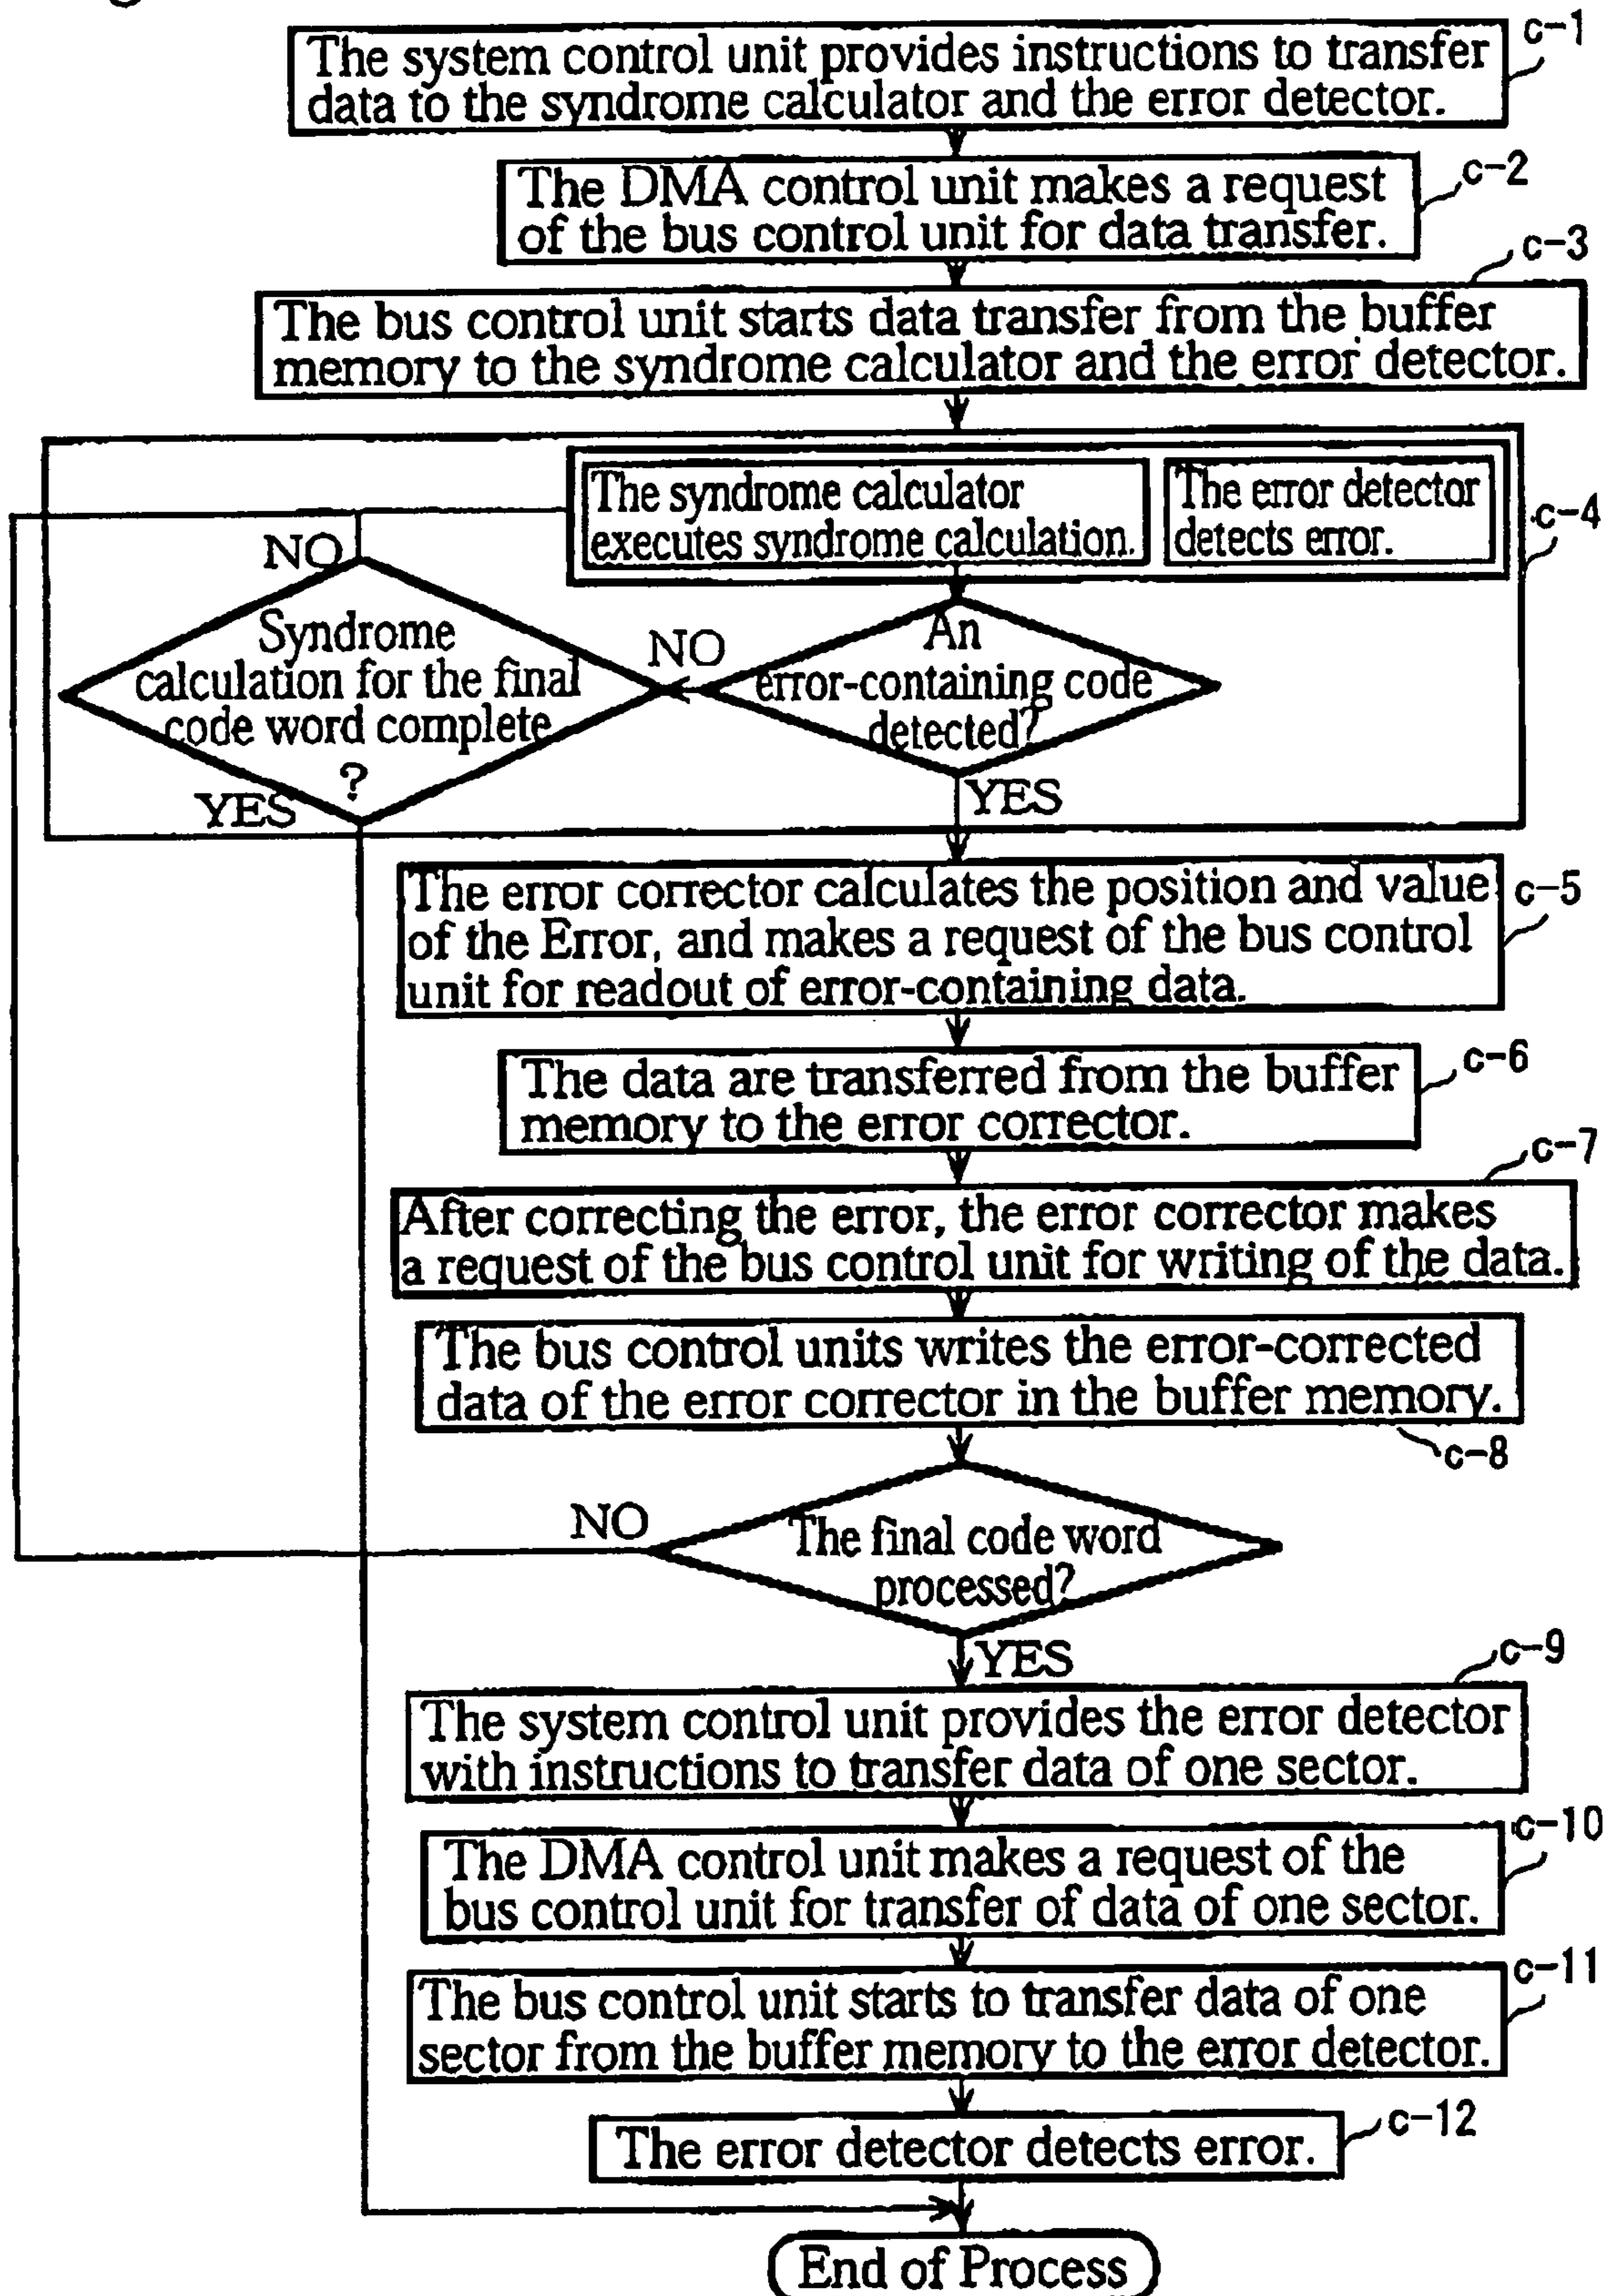 The system control unit provides instructions to transfer
data to the syndrome calculator and the error detector.
c-1
The DMA control unit makes a request
of the bus control unit for data transfer.
c-2
c-3
The bus control unit starts data transfer from the buffer
memory to the syndrome calculator and the error detector.
The syndrome calculator
executes syndrome calculation.
The error detector
detects error.
c-4
NO
Syndrome
calculation for the final
code word complete
?
YES
NO
An
error-containing code
detected?
YES
The error corrector calculates the position and value
of the Error, and makes a request of the bus control
unit for readout of error-containing data.
c-5
The data are transferred from the buffer
memory to the error corrector.
c-6
c-7
After correcting the error, the error corrector makes
a request of the bus control unit for writing of the data.
The bus control units writes the error-corrected
data of the error corrector in the buffer memory.
c-8
NO
The final code word
processed?
YES
c-9
The system control unit provides the error detector
with instructions to transfer data of one sector.
c-10
The DMA control unit makes a request of the
bus control unit for transfer of data of one sector.
c-11
The bus control unit starts to transfer data of one
sector from the buffer memory to the error detector.
The error detector detects error.
c-12
End of Process